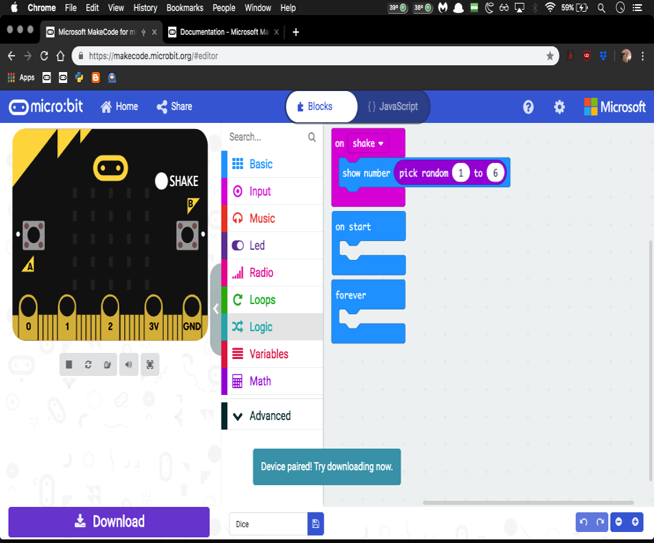 Chrome File Edit View History Bookmarks People Window Help
39° 38° 59%
Microsoft MakeCode for mi
Documentation - Microsoft Ma
https://makecode.microbit.org/#editor
Apps
micro:bit Home Share Blocks { } JavaScript ? Microsoft
Search...
Basic
Input
Music
Led
Radio
Loops
Logic
Variables
Math
Advanced
SHAKE
B
A
0 1 2 3V GND
on shake
show number pick random 1 to 6
on start
forever
Device paired! Try downloading now.
Download
Dice